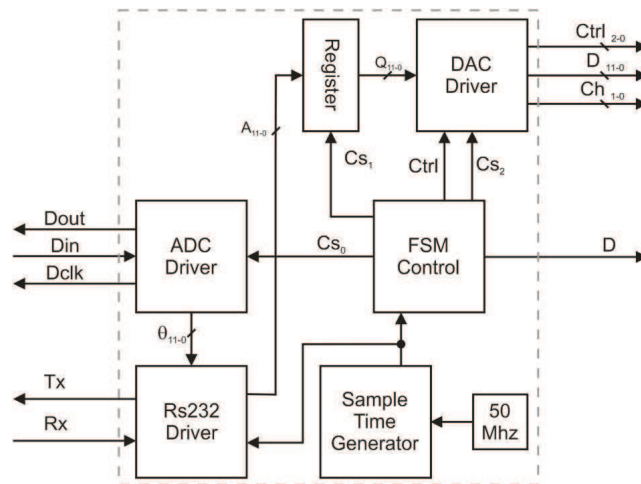 Register
DAC
Driver
Ctrl 2-0
D 11-0
Ch 1-0
Q11-0
A11-0
Cs1
Ctrl
Cs2
Dout
Din
Dclk
ADC
Driver
Cs0
FSM
Control
D
θ11-0
Tx
Rx
Rs232
Driver
Sample
Time
Generator
50
Mhz